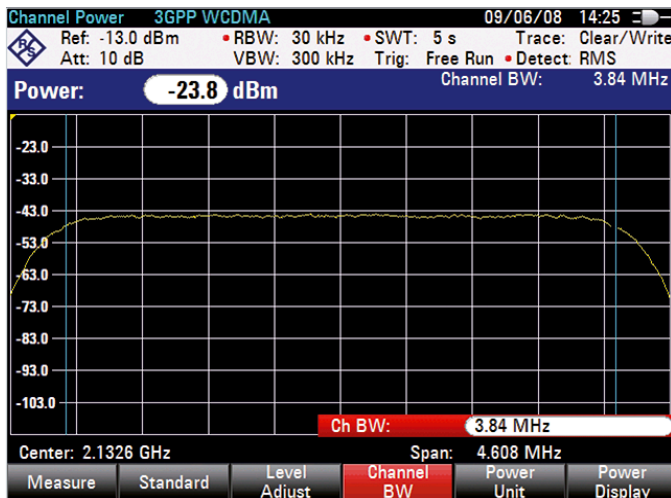 Channel Power 3GPP WCDMA 09/06/08 14:25
R&S Ref: -13.0 dBm • RBW: 30 kHz • SWT: 5 s Trace: Clear/Write
Att: 10 dB VBW: 300 kHz Trig: Free Run • Detect: RMS
Power: -23.8 dBm Channel BW: 3.84 MHz
-23.0
-33.0
-43.0
-53.0
-63.0
-73.0
-83.0
-93.0
-103.0
Ch BW: 3.84 MHz
Center: 2.1326 GHz Span: 4.608 MHz
Measure Standard Level Adjust Channel BW Power Unit Power Display